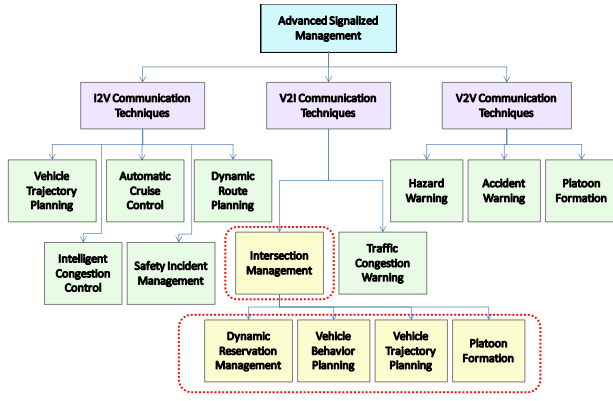 Advanced Signalized
Management
I2V Communication
Techniques
V2I Communication
Techniques
V2V Communication
Techniques
Vehicle
Trajectory
Planning
Automatic
Cruise
Control
Dynamic
Route
Planning
Hazard
Warning
Accident
Warning
Platoon
Formation
Intelligent
Congestion
Control
Safety Incident
Management
Intersection
Management
Traffic
Congestion
Warning
Dynamic
Reservation
Management
Vehicle
Behavior
Planning
Vehicle
Trajectory
Planning
Platoon
Formation